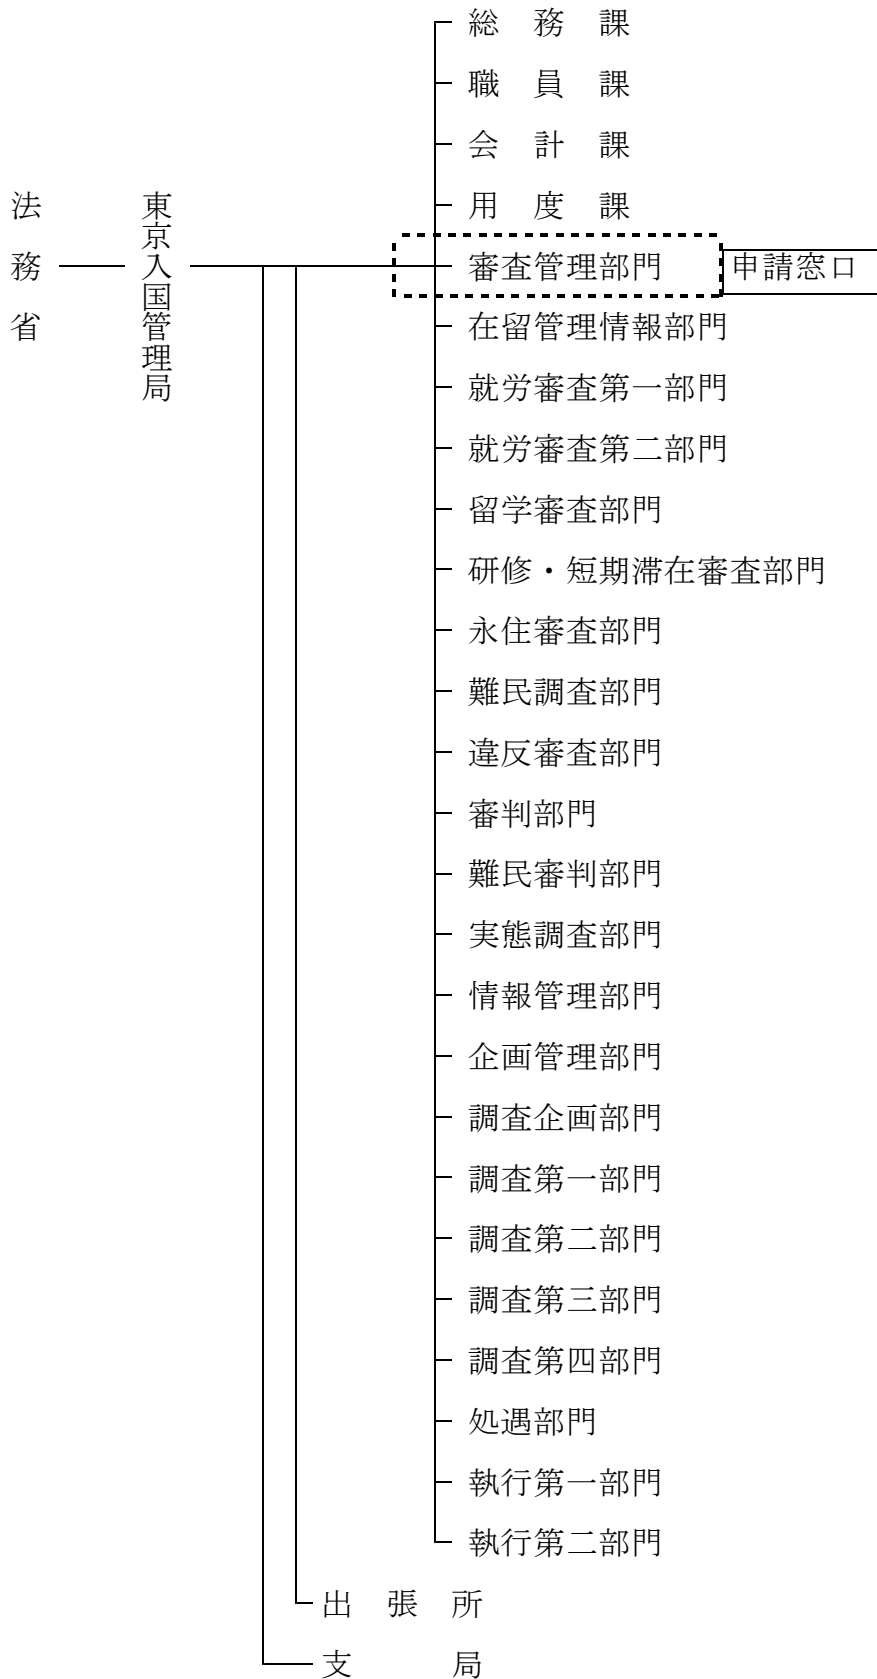 法務省
東京入国管理局
総務課
職員課
会計課
用度課
審査管理部門
申請窓口
在留管理情報部門
就労審査第一部門
就労審査第二部門
留学審査部門
研修・短期滞在審査部門
永住審査部門
難民調査部門
違反審査部門
審判部門
難民審判部門
実態調査部門
情報管理部門
企画管理部門
調査企画部門
調査第一部門
調査第二部門
調査第三部門
調査第四部門
処遇部門
執行第一部門
執行第二部門
出張所
支局